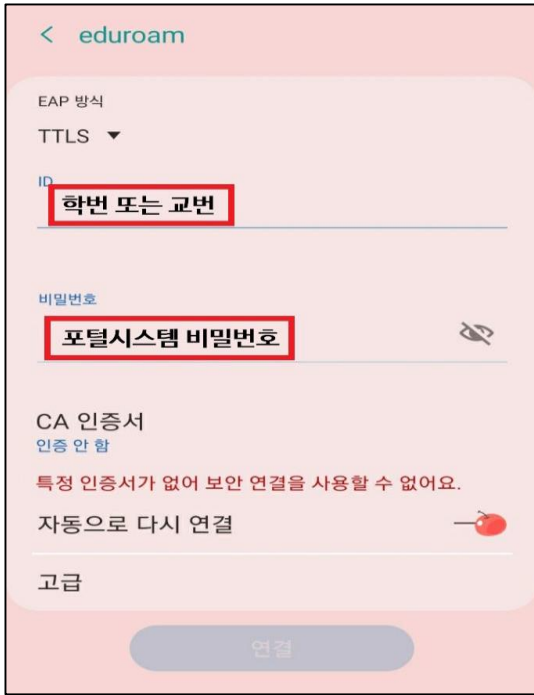 eduroam
EAP 방식
TTLS
ID
학번 또는 교번
비밀번호
포털시스템 비밀번호
CA 인증서
인증 안 함
특정 인증서가 없어 보안 연결을 사용할 수 없어요.
자동으로 다시 연결
고급
연결